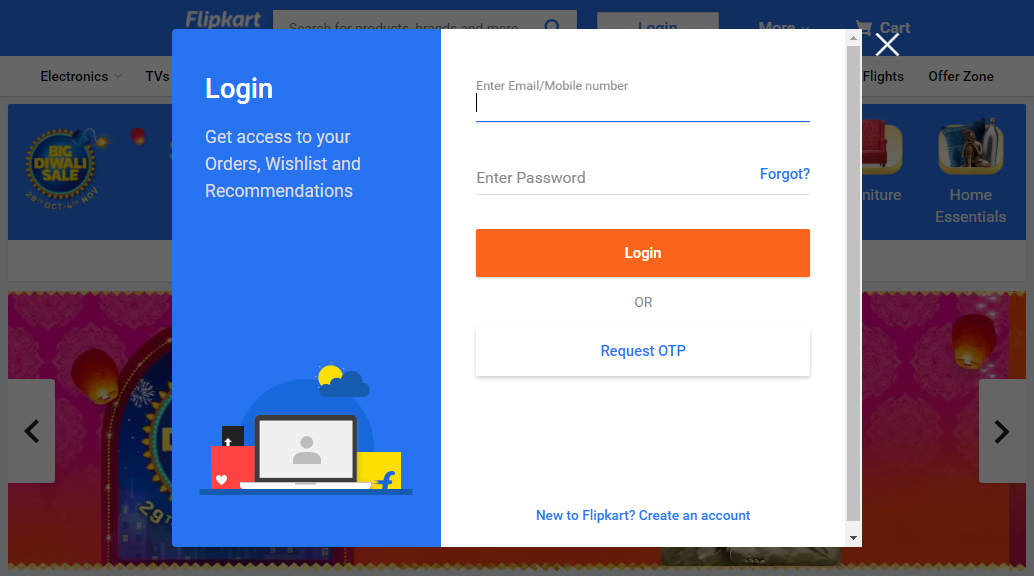 Flipkart
Search for products, brands and more
Login
More
Cart
Electronics
TVs
Flights
Offer Zone
BIG
DIWALI
SALE
29TH OCT-4TH NOV
Login
Get access to your
Orders, Wishlist and
Recommendations
Enter Email/Mobile number
Enter Password
Forgot?
Login
OR
Request OTP
New to Flipkart? Create an account
Home
Essentials